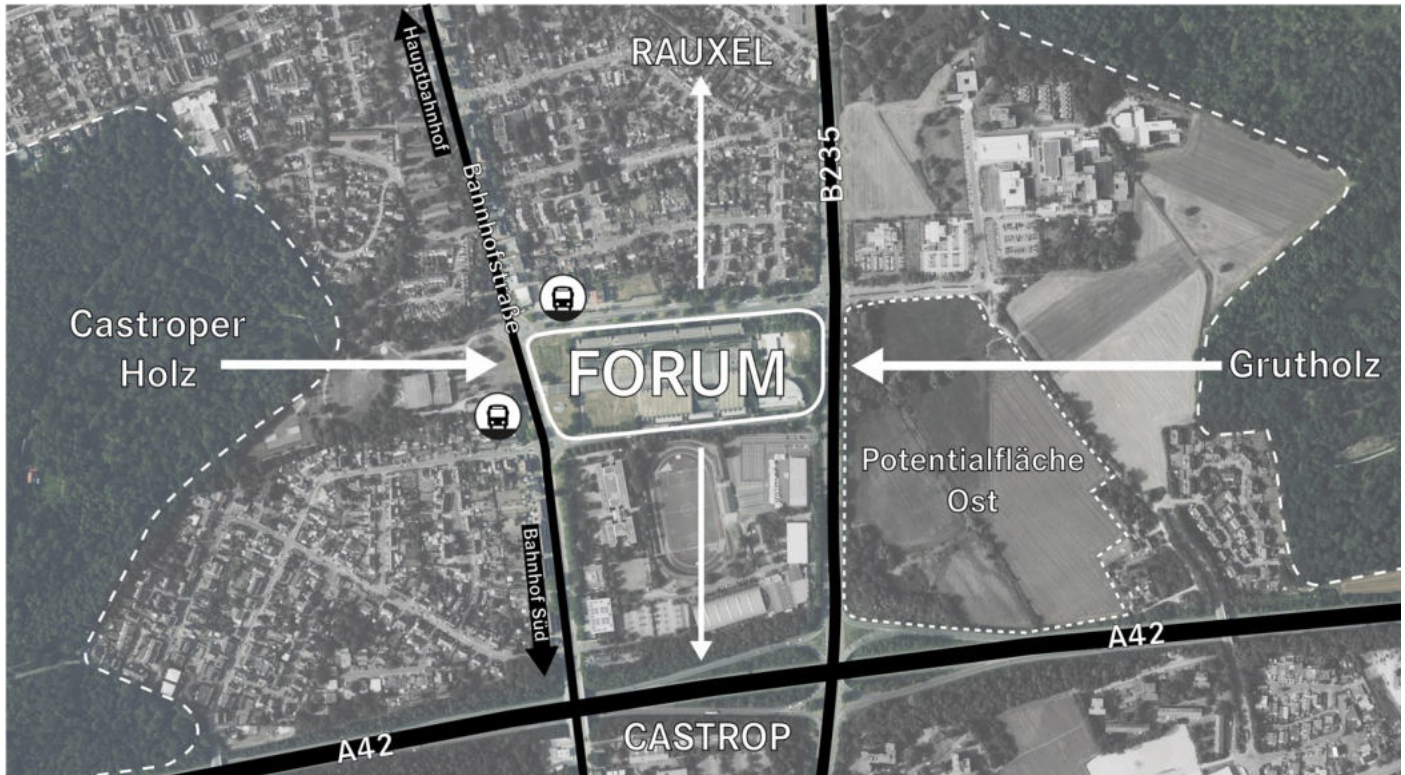 RAUXEL
Hauptbahnhof
B235
Bahnhofstraße
Castroper
Holz
FORUM
Grutholz
Potentialfläche
Ost
Bahnhof Süd
A42
CASTROP
A42